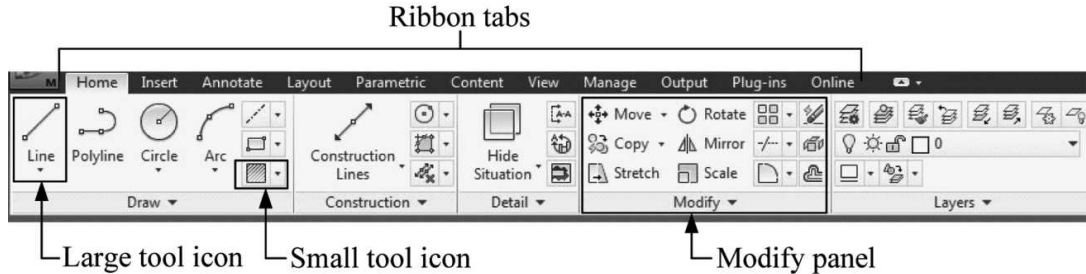 Ribbon tabs
M Home Insert Annotate Layout Parametric Content View Manage Output Plug-ins Online
Move Rotate
Line Polyline Circle Arc Construction Lines Hide Situation Copy Mirror 0
Stretch Scale
Draw Construction Detail Modify Layers
Large tool icon Small tool icon Modify panel